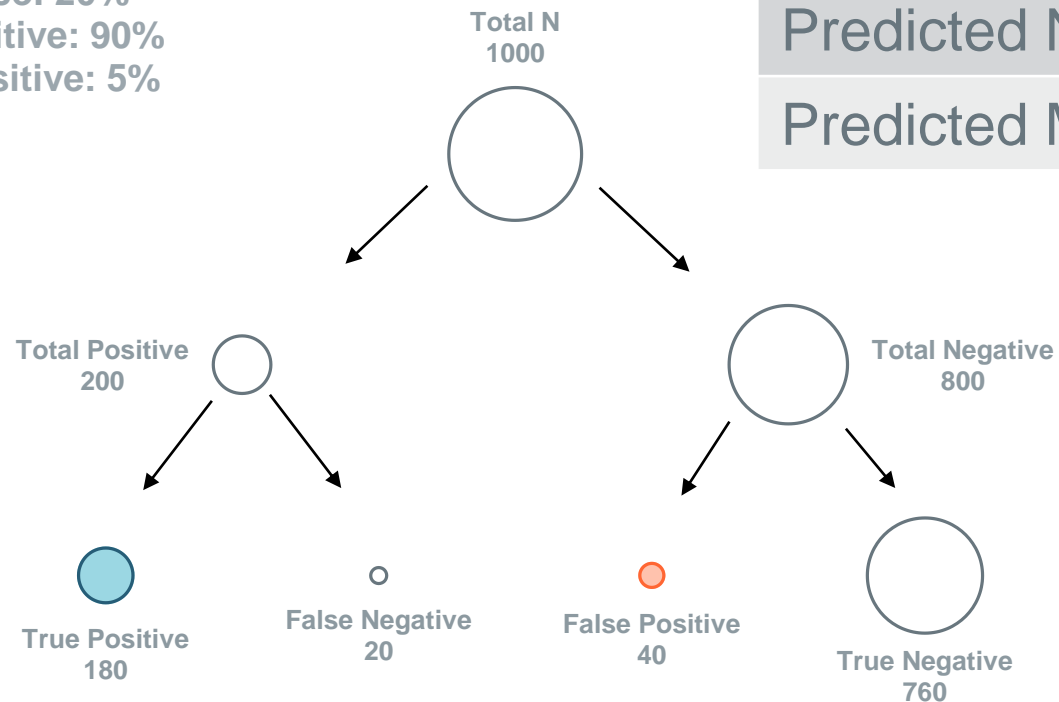 20%
itive: 90%
sitive: 5%
Total N
1000
Predicted
Predicted
Total Positive
200
Total Negative
800
True Positive
180
False Negative
20
False Positive
40
True Negative
760